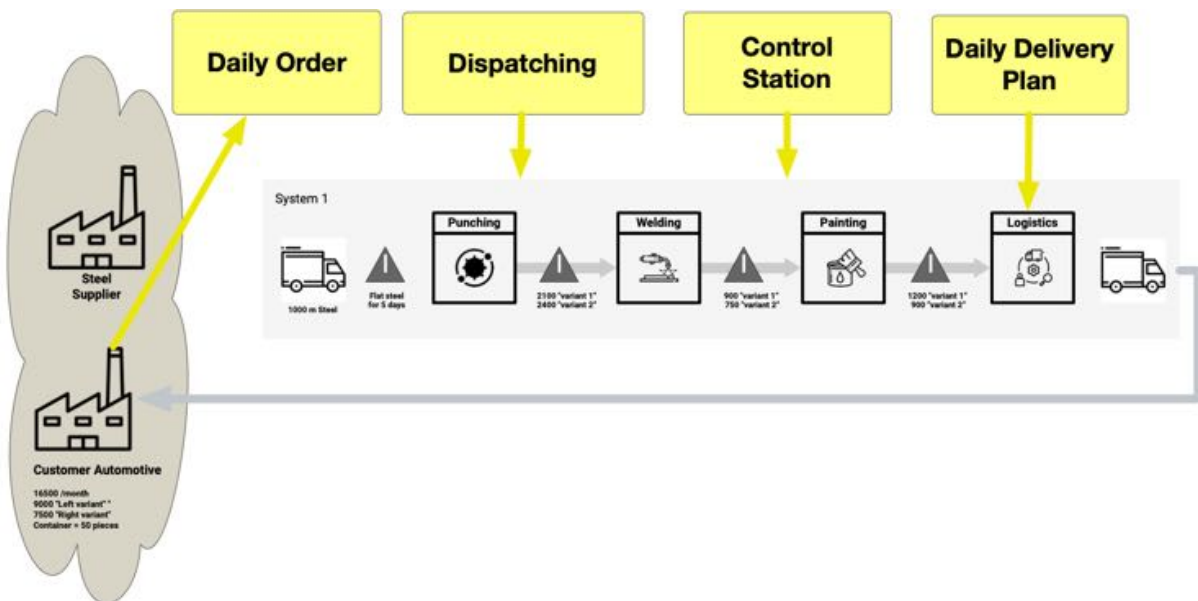 Daily Order
Dispatching
Control
Station
Daily Delivery
Plan
System 1
Punching
Welding
Painting
Logistics
Steel
Supplier
1000 m Steel
Flat steel
for 5 days
2100 "variant 1"
2400 "variant 2"
900 "variant 1"
750 "variant 2"
1200 "variant 1"
900 "variant 2"
Customer Automotive
16500 /month
9000 "Left variant" "
7500 "Right variant"
Container = 50 pieces